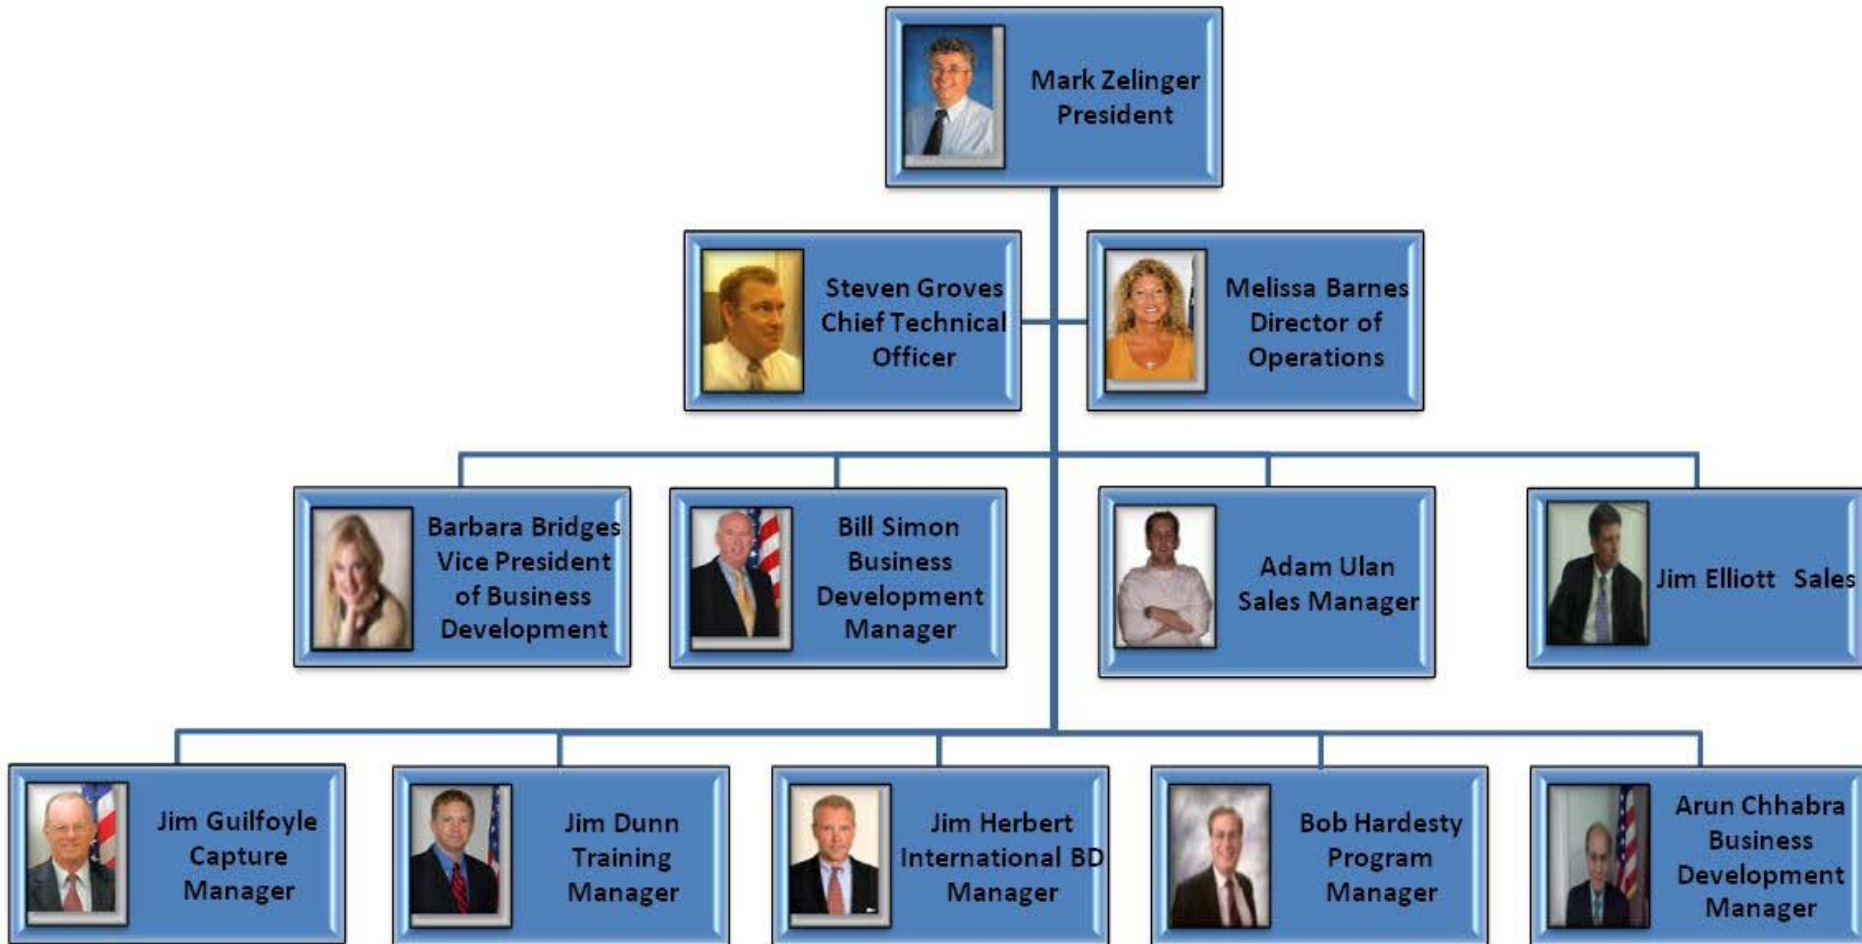 Mark Zelinger
President
Steven Groves
Chief Technical
Officer
Melissa Barnes
Director of
Operations
Barbara Bridges
Vice President
of Business
Development
Bill Simon
Business
Development
Manager
Adam Ulan
Sales Manager
Jim Elliott Sales
Jim Guilfoyle
Capture
Manager
Jim Dunn
Training
Manager
Jim Herbert
International BD
Manager
Bob Hardesty
Program
Manager
Arun Chhabra
Business
Development
Manager